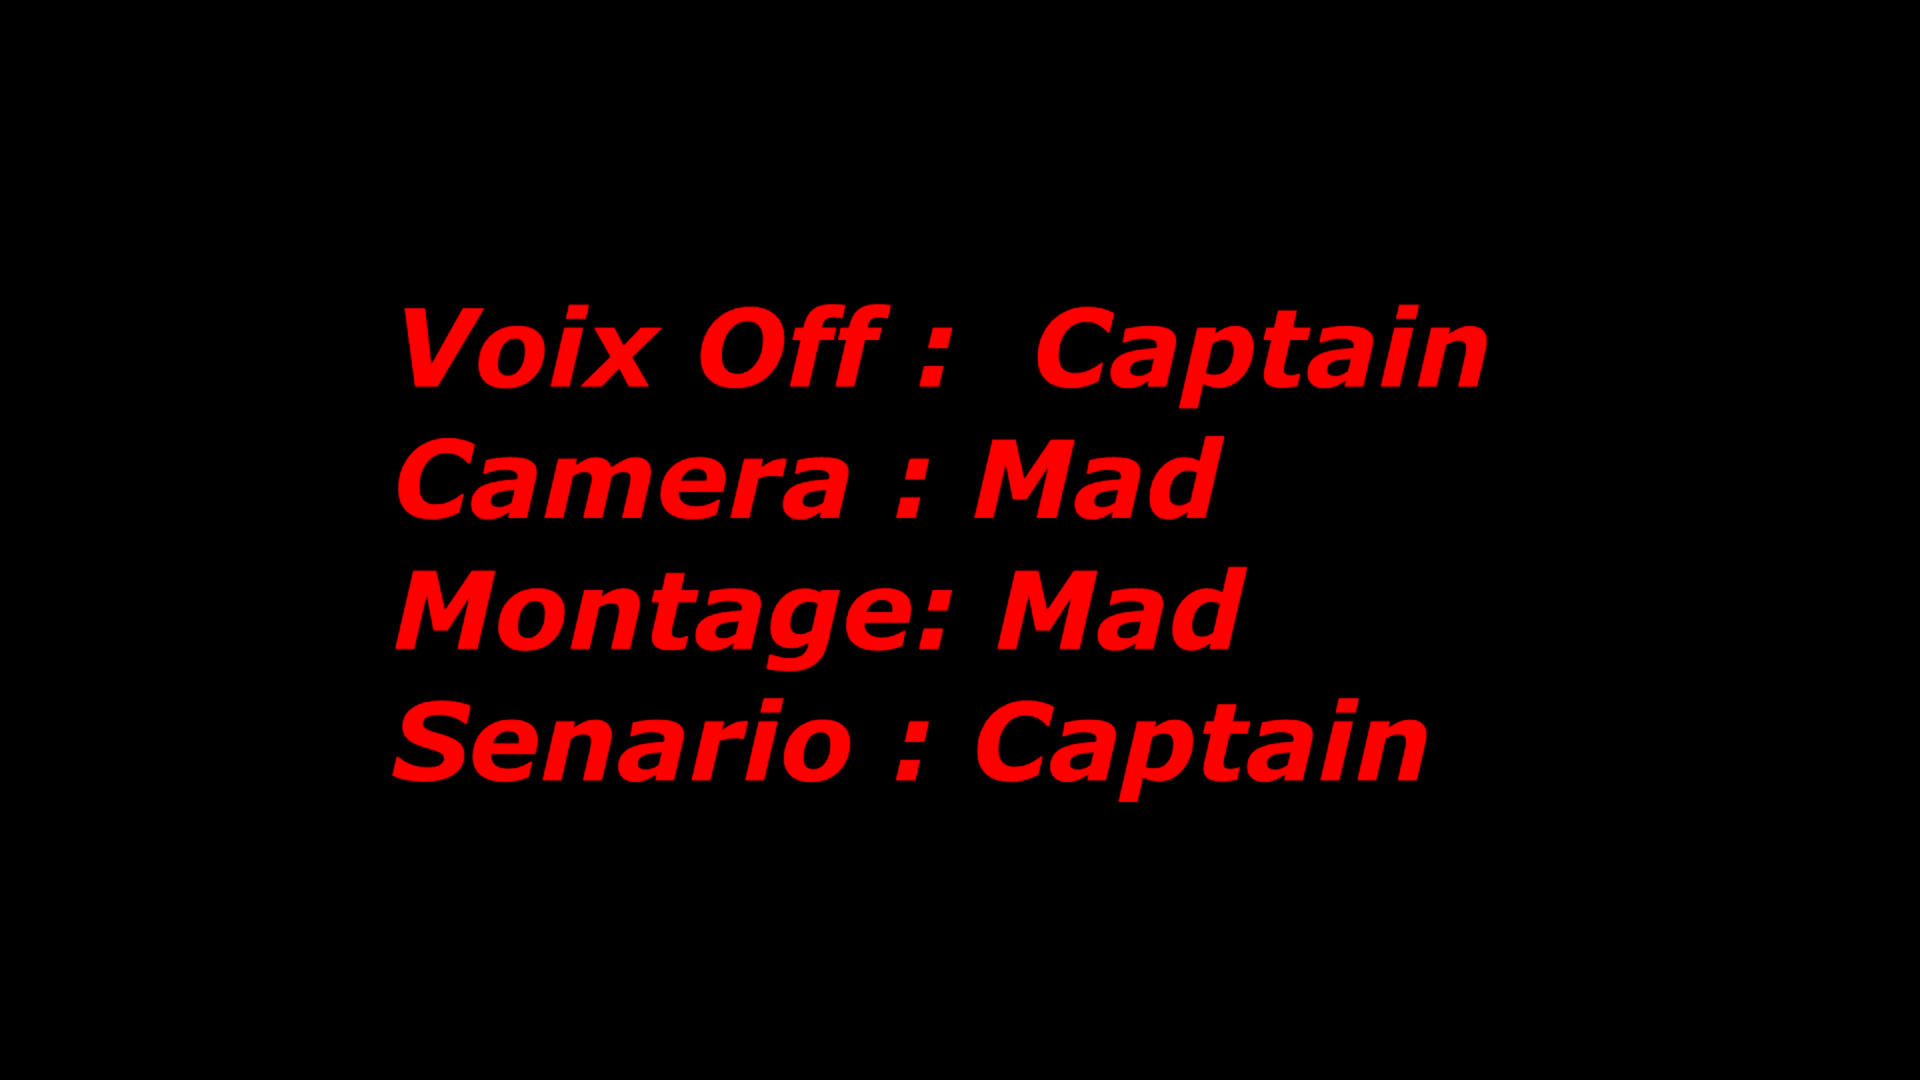 Voix Off :  Captain
Camera : Mad
Montage: Mad
Senario : Captain